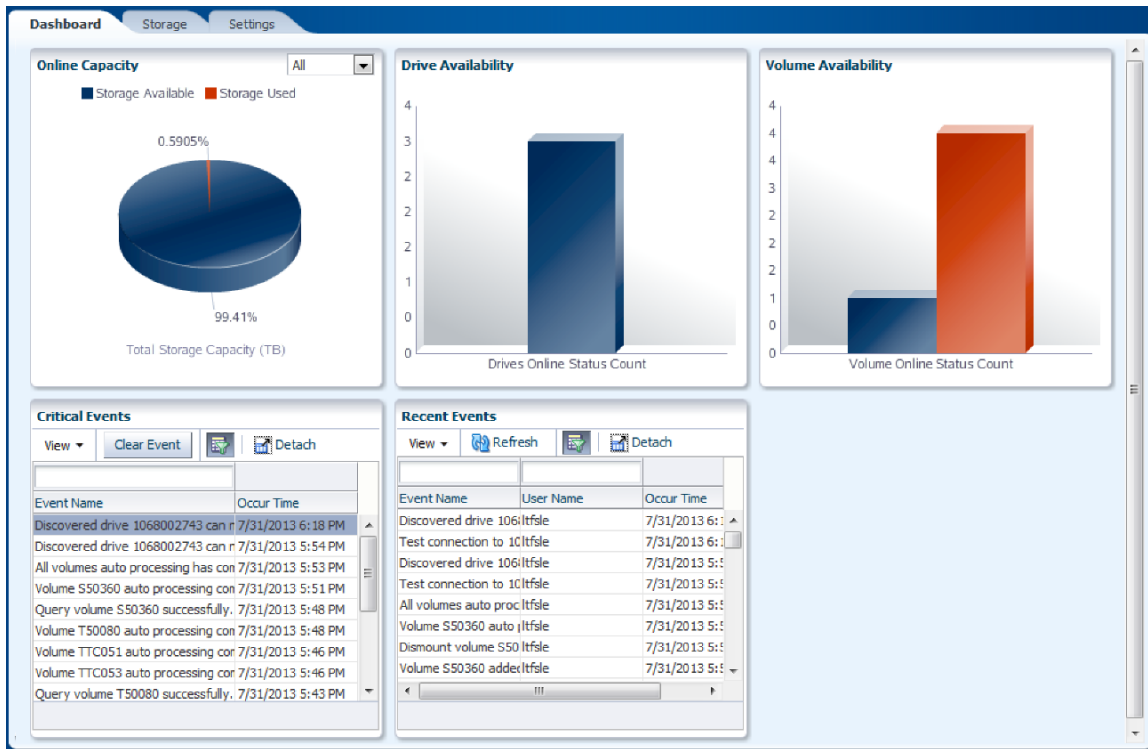 Dashboard Storage Settings
Online Capacity All
Storage Available Storage Used
0.5905%
99.41%
Total Storage Capacity (TB)
Drive Availability
4
3
2
2
2
1
0
0
Drives Online Status Count
Volume Availability
4
4
4
3
2
2
2
1
0
0
Volume Online Status Count
Critical Events
View Clear Event Detach
Event Name Occur Time
Discovered drive 1068002743 can r 7/31/2013 6:18 PM
Discovered drive 1068002743 can r 7/31/2013 5:54 PM
All volumes auto processing has con 7/31/2013 5:53 PM
Volume S50360 auto processing con 7/31/2013 5:51 PM
Query volume S50360 successfully. 7/31/2013 5:48 PM
Volume T50080 auto processing con 7/31/2013 5:48 PM
Volume TTC051 auto processing cor 7/31/2013 5:46 PM
Volume TTC053 auto processing cor 7/31/2013 5:46 PM
Query volume T50080 successfully. 7/31/2013 5:43 PM
Recent Events
View Refresh Detach
Event Name User Name Occur Time
Discovered drive 106 ltfsle 7/31/2013 6:1
Test connection to 10 ltfsle 7/31/2013 6:1
Discovered drive 106 ltfsle 7/31/2013 5:5
Test connection to 10 ltfsle 7/31/2013 5:5
All volumes auto proc ltfsle 7/31/2013 5:5
Volume S50360 auto ltfsle 7/31/2013 5:5
Dismount volume S50 ltfsle 7/31/2013 5:5
Volume S50360 added ltfsle 7/31/2013 5:5